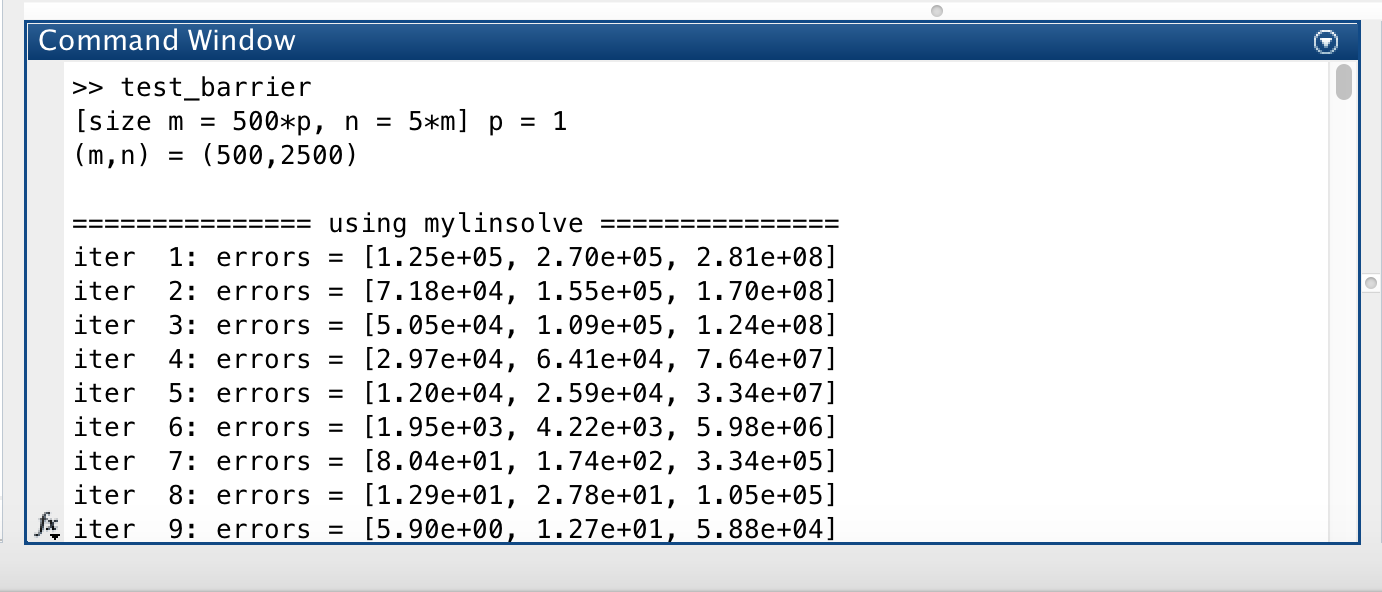 Command Window
>> test_barrier
[size m = 500*p, n = 5*m] p = 1
(m,n) = (500,2500)
=============== using mylinsolve ===============
iter  1: errors = [1.25e+05, 2.70e+05, 2.81e+08]
iter  2: errors = [7.18e+04, 1.55e+05, 1.70e+08]
iter  3: errors = [5.05e+04, 1.09e+05, 1.24e+08]
iter  4: errors = [2.97e+04, 6.41e+04, 7.64e+07]
iter  5: errors = [1.20e+04, 2.59e+04, 3.34e+07]
iter  6: errors = [1.95e+03, 4.22e+03, 5.98e+06]
iter  7: errors = [8.04e+01, 1.74e+02, 3.34e+05]
iter  8: errors = [1.29e+01, 2.78e+01, 1.05e+05]
fx iter  9: errors = [5.90e+00, 1.27e+01, 5.88e+04]